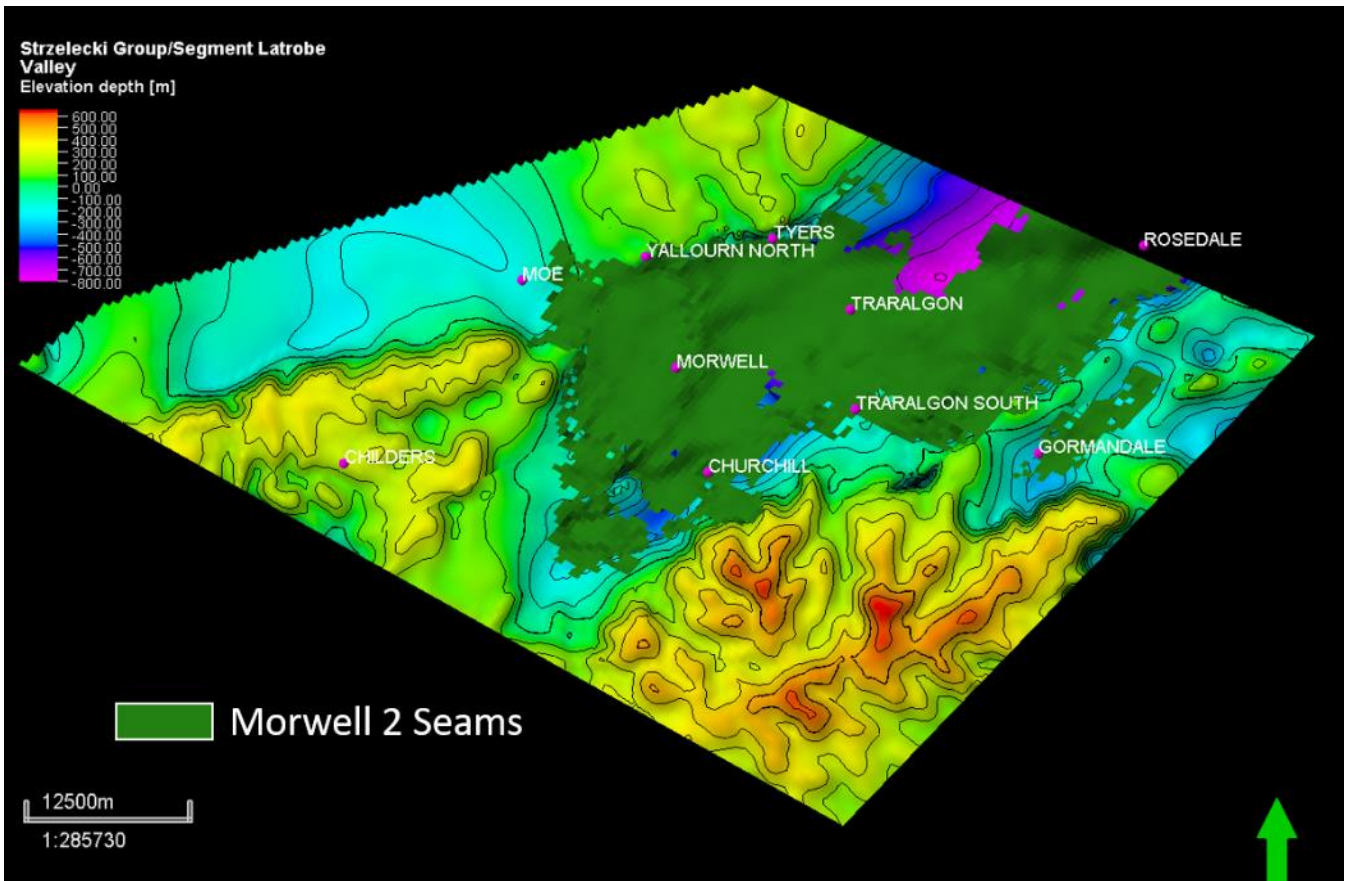 Strzelecki Group/Segment Latrobe
Valley
Elevation depth [m]
600.00
500.00
400.00
300.00
200.00
100.00
0.00
-100.00
-200.00
-300.00
-400.00
-500.00
-600.00
-700.00
-800.00
TYERS
ROSEDALE
YALLOURN NORTH
MOE
TRARALGON
MORWELL
TRARALGON SOUTH
GORMANDALE
CHILDERS
CHURCHILL
Morwell 2 Seams
12500m
1:285730